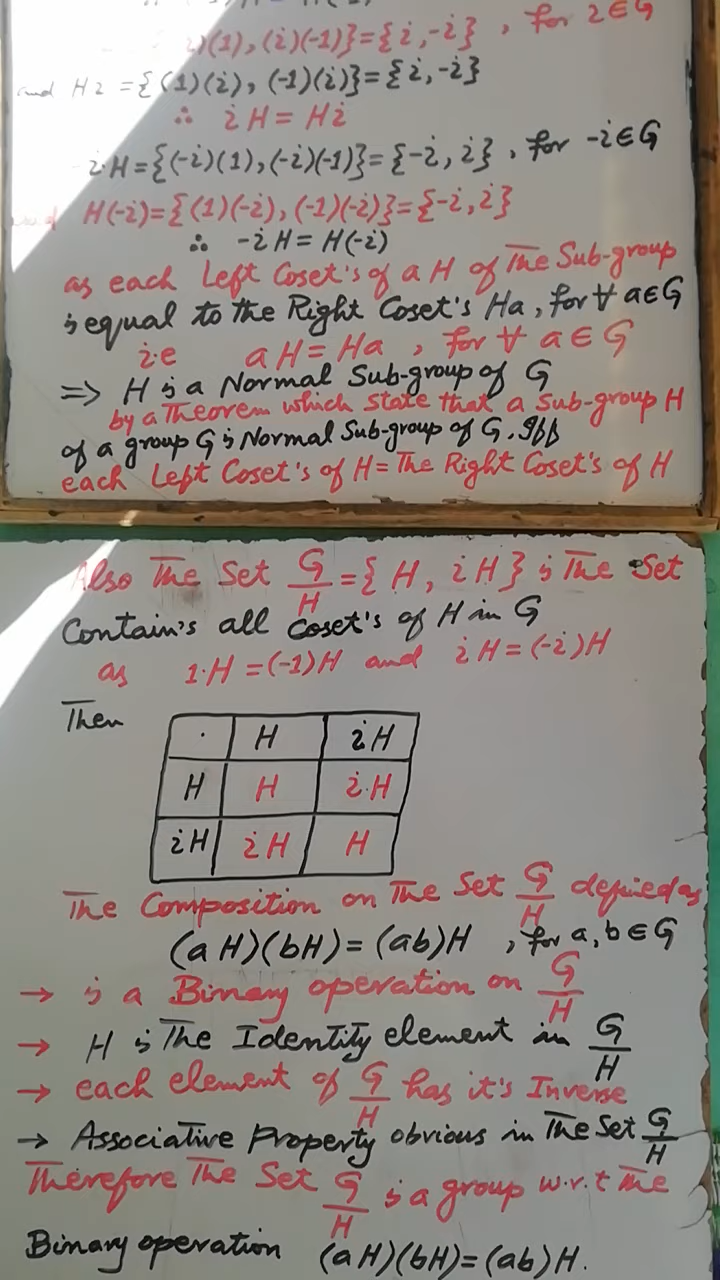 )(1), (i)(-1)}={i,-i} , for i∈G
and Hi ={(1)(i), (-1)(i)}={i,-i}
∴ iH = Hi
i·H={(-i)(1),(-i)(-1)}={-i, i} , for -i∈G
H(-i)={(1)(-i), (-1)(-i)}={-i,i}
∴ -iH = H(-i)
as each Left Coset's of a H of The Sub-group
is equal to the Right Coset's Ha, for ∀ a∈G
i.e aH = Ha , for ∀ a ∈ G
=> H is a Normal Sub-group of G
by a Theorem which state that a Sub-group H
of a group G is Normal Sub-group of G, iff
each Left Coset's of H = The Right Coset's of H
Also The Set G/H = {H, iH} is The Set
Contain's all Coset's of H in G
as 1·H = (-1)H and iH = (-i)H
Then
· H iH
H H i·H
iH iH H
The Composition on The Set G/H defined as
(aH)(bH) = (ab)H , for a, b ∈ G
→ is a Binary operation on G/H
→ H is The Identity element in G/H
→ each element of G/H has it's Inverse
→ Associative Property obvious in The Set G/H
Therefore The Set G/H is a group w.r.t The
Binary operation (aH)(bH)=(ab)H.